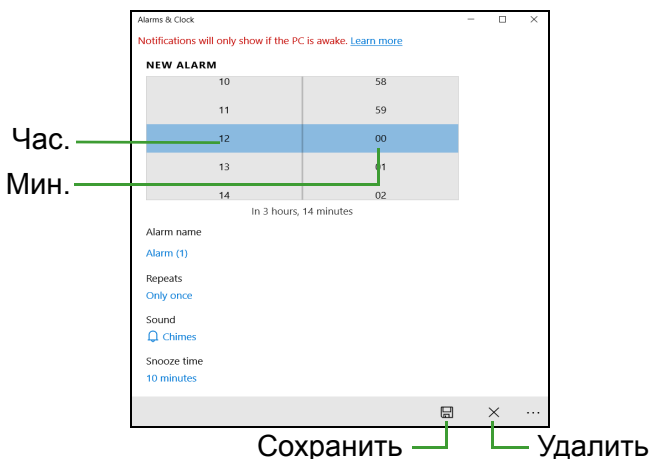 Alarms & Clock
Notifications will only show if the PC is awake. Learn more
NEW ALARM
10 58
11 59
Час. 12 00
13 01
Мин.
14 02
In 3 hours, 14 minutes
Alarm name
Alarm (1)
Repeats
Only once
Sound
Chimes
Snooze time
10 minutes
Сохранить Удалить